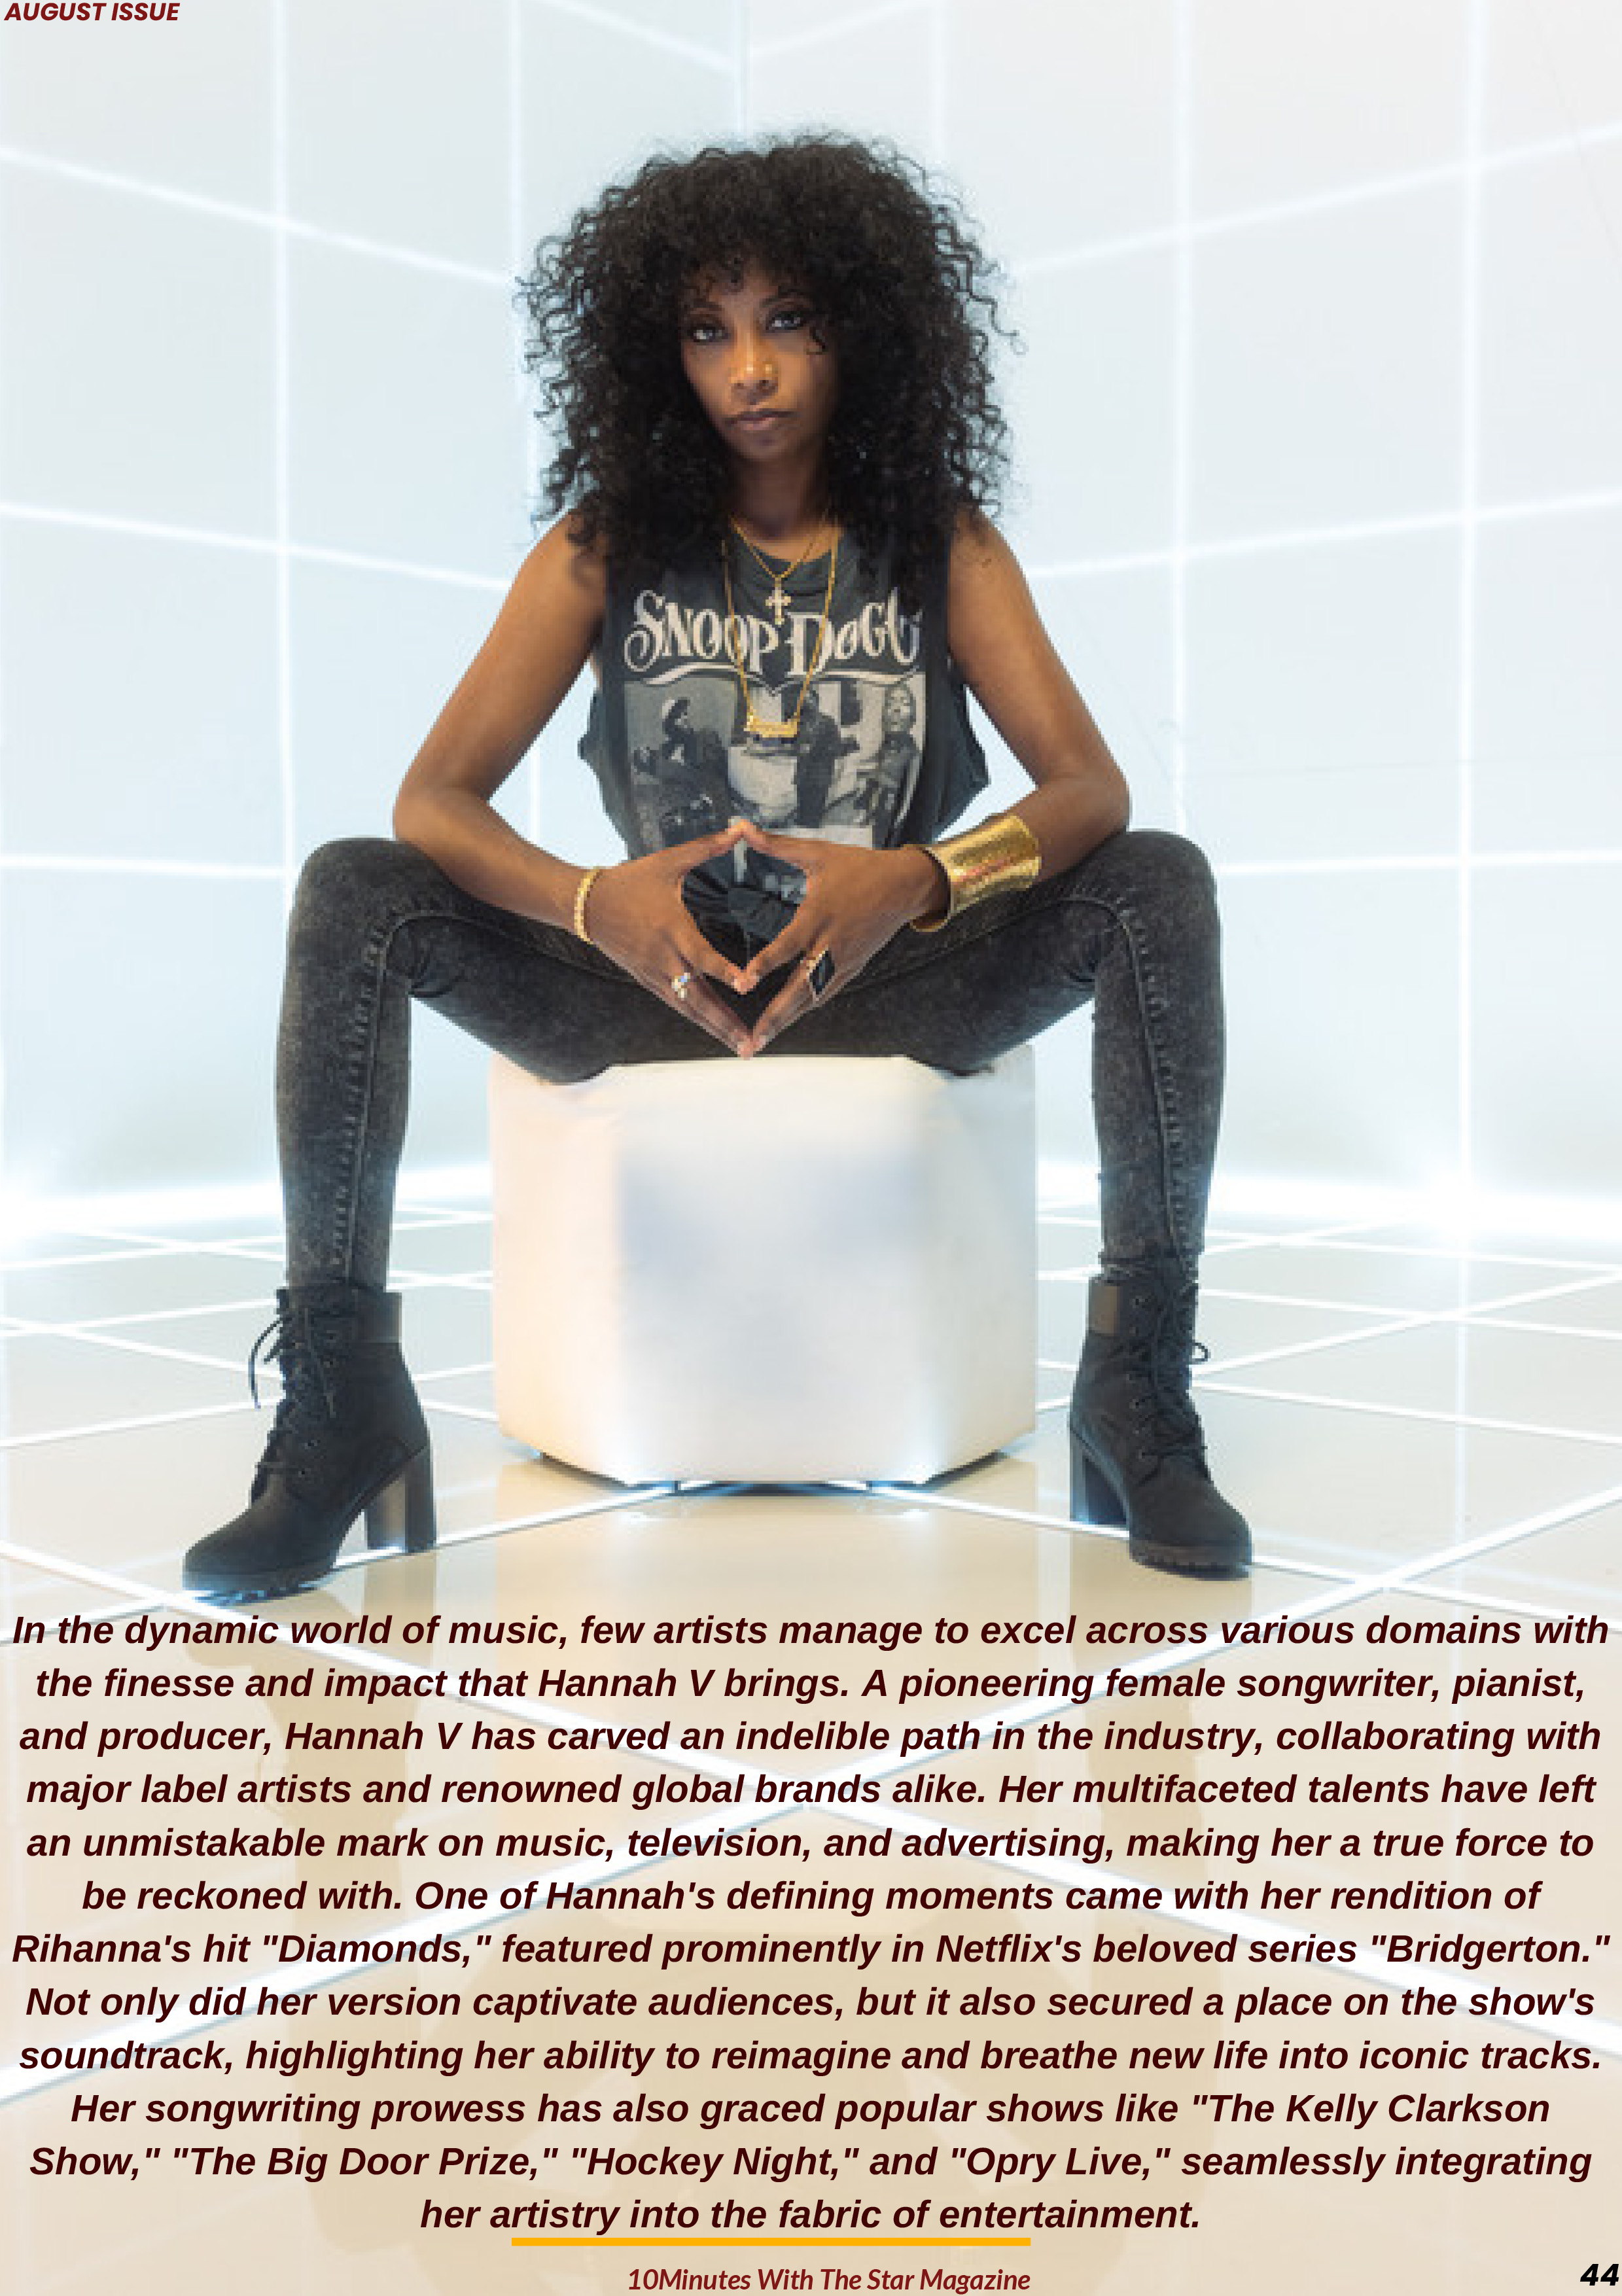 AUGUST ISSUE
SNOOP DOGG
In the dynamic world of music, few artists manage to excel across various domains with
the finesse and impact that Hannah V brings. A pioneering female songwriter, pianist,
and producer, Hannah V has carved an indelible path in the industry, collaborating with
major label artists and renowned global brands alike. Her multifaceted talents have left
an unmistakable mark on music, television, and advertising, making her a true force to
be reckoned with. One of Hannah's defining moments came with her rendition of
Rihanna's hit "Diamonds," featured prominently in Netflix's beloved series "Bridgerton."
Not only did her version captivate audiences, but it also secured a place on the show's
soundtrack, highlighting her ability to reimagine and breathe new life into iconic tracks.
Her songwriting prowess has also graced popular shows like "The Kelly Clarkson
Show," "The Big Door Prize," "Hockey Night," and "Opry Live," seamlessly integrating
her artistry into the fabric of entertainment.
10Minutes With The Star Magazine
44